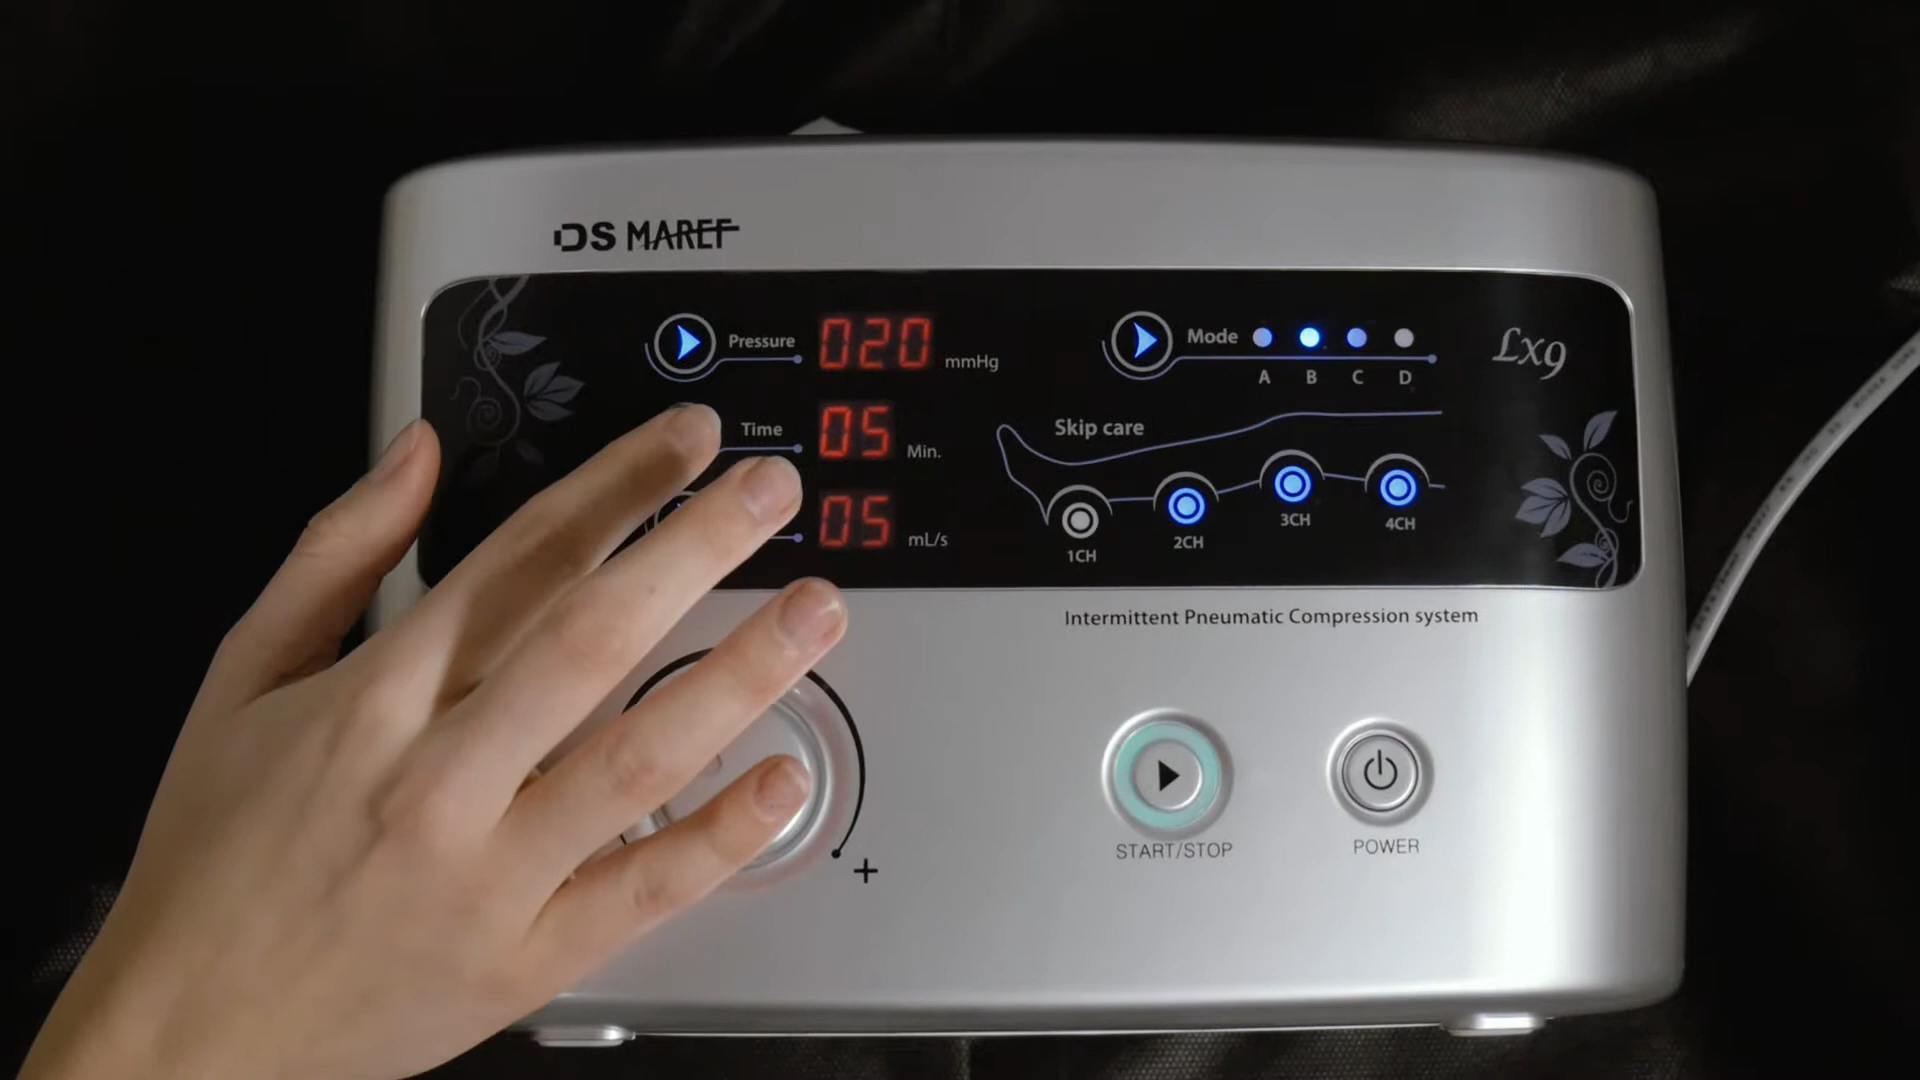 DS MAREF
Pressure 020 mmHg
Time 05 Min.
05 mL/s
Mode
A B C D
Lx9
Skip care
1CH 2CH 3CH 4CH
Intermittent Pneumatic Compression system
+
START/STOP
POWER